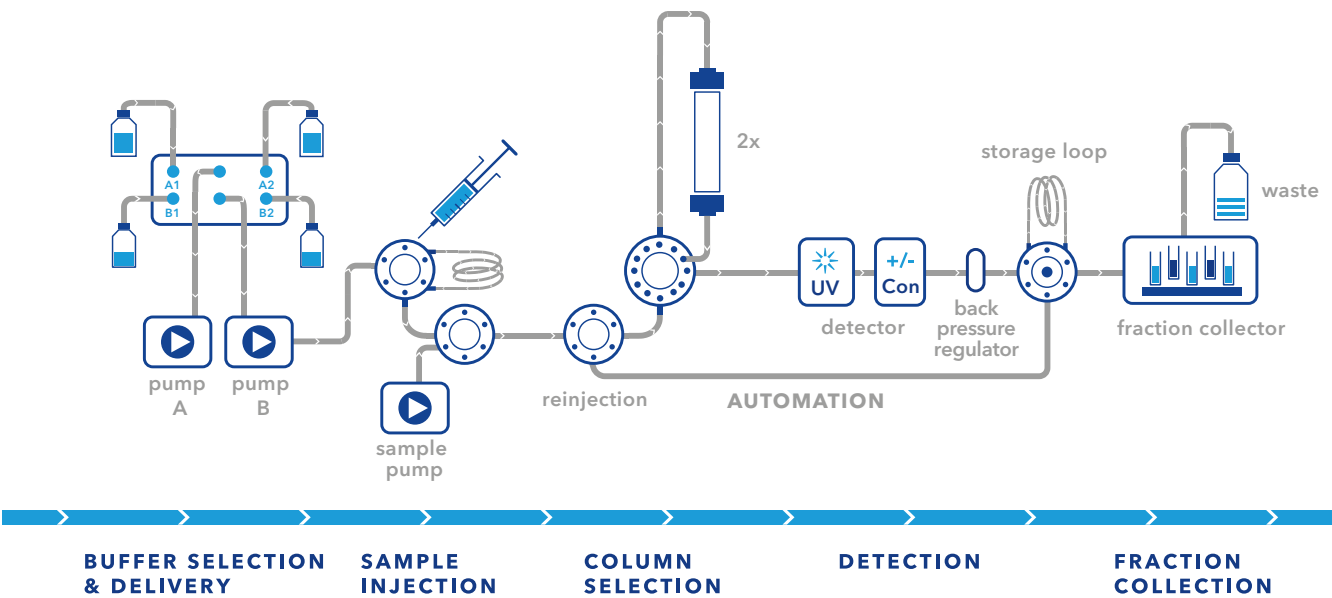 2x
storage loop
waste
A1
A2
B1
B2
UV
+/-
Con
detector
back
pressure
regulator
fraction collector
pump
A
pump
B
sample
pump
reinjection
AUTOMATION
BUFFER SELECTION
& DELIVERY
SAMPLE
INJECTION
COLUMN
SELECTION
DETECTION
FRACTION
COLLECTION